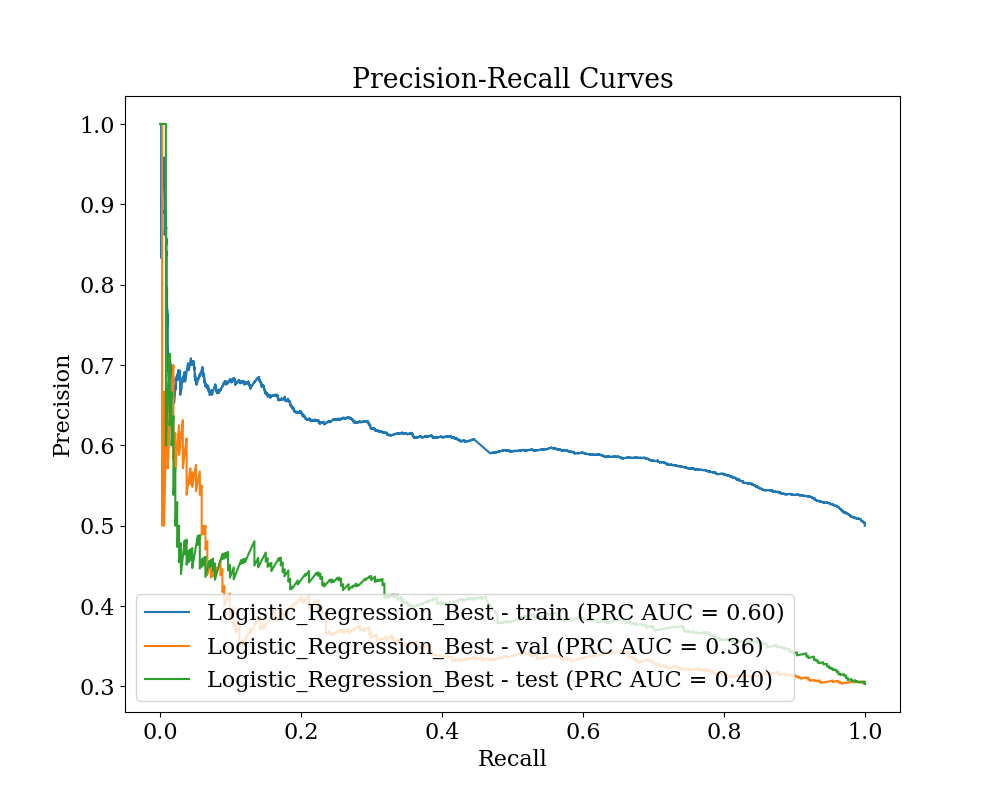 Precision-Recall Curves
Precision
1.0
0.9
0.8
0.7
0.6
0.5
0.4
0.3
Logistic_Regression_Best - train (PRC AUC = 0.60)
Logistic_Regression_Best - val (PRC AUC = 0.36)
Logistic_Regression_Best - test (PRC AUC = 0.40)
0.0 0.2 0.4 0.6 0.8 1.0
Recall